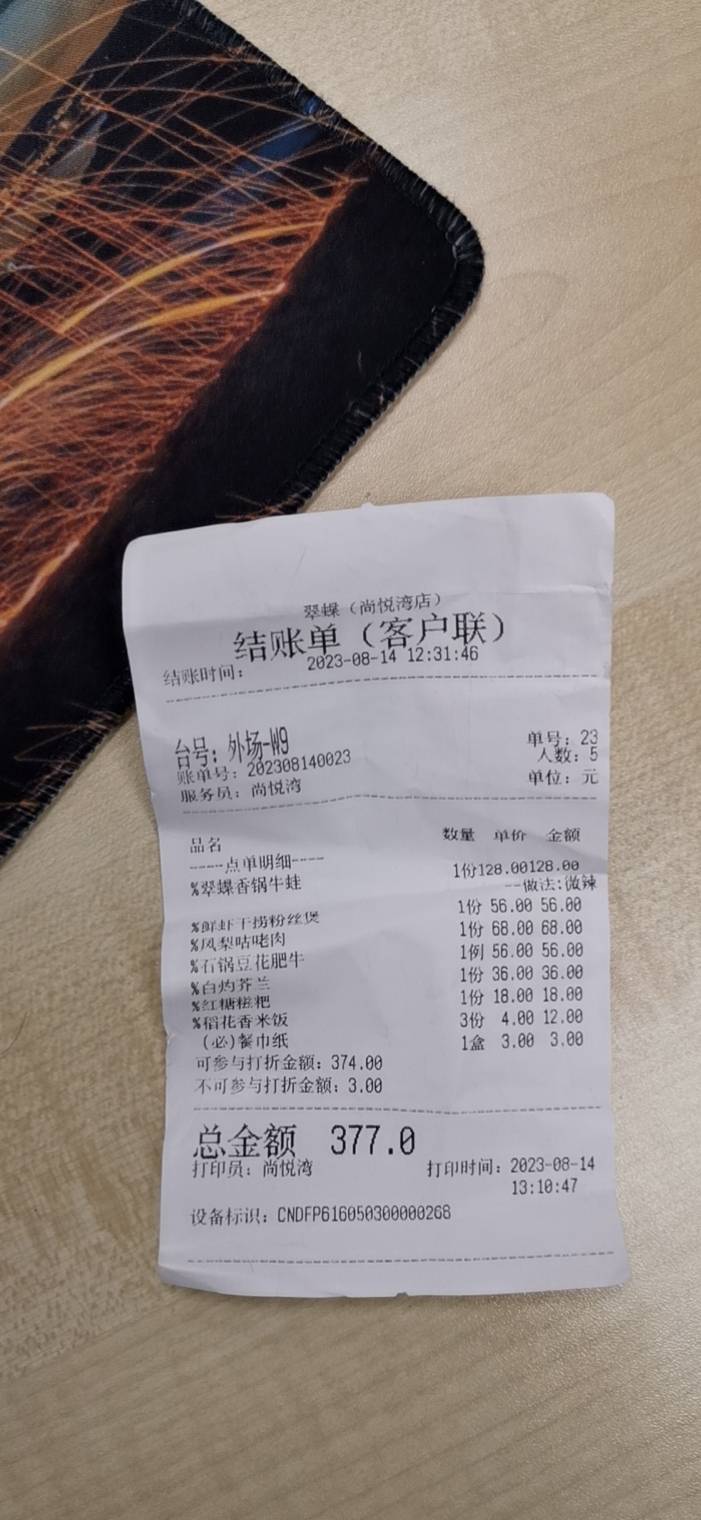 翠蝶（尚悦湾店）
结账单（客户联）
结账时间： 2023-08-14 12:31:46
台号：外场-W9 单号：23
人数：5
账单号：202308140023
服务员：尚悦湾 单位：元
品名 数量 单价 金额
-----点单明细----
%翠蝶香锅牛蛙 1份128.00128.00
--做法:微辣
%鲜虾干捞粉丝煲 1份 56.00 56.00
%凤梨咕咾肉 1份 68.00 68.00
%石锅豆花肥牛 1例 56.00 56.00
%白灼芥兰 1份 36.00 36.00
%红糖糍粑 1份 18.00 18.00
%稻花香米饭 3份 4.00 12.00
(必)餐巾纸 1盒 3.00 3.00
可参与打折金额：374.00
不可参与打折金额：3.00
总金额 377.0
打印员：尚悦湾 打印时间：2023-08-14
13:10:47
设备标识：CNDFP616050300000268